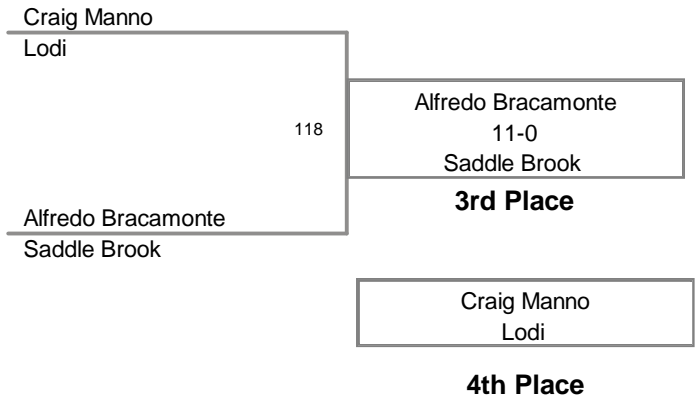 Craig Manno
Lodi
Alfredo Bracamonte
118
11-0
Saddle Brook
3rd Place
Alfredo Bracamonte
Saddle Brook
Craig Manno
Lodi
4th Place